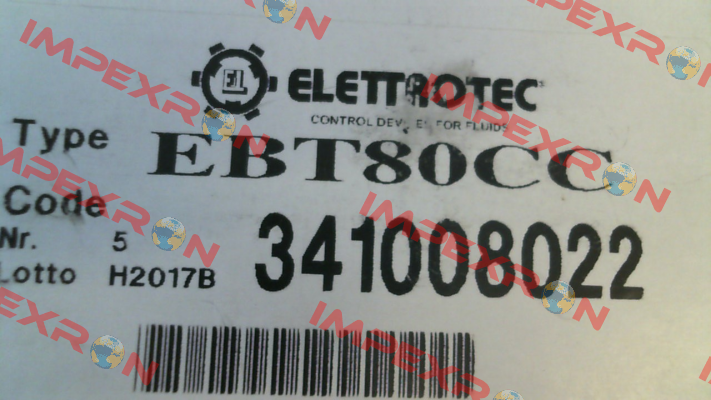 ELETTROTEC
CONTROL DEVICES FOR FLUIDS
Type EBT80CC
Code 341008022
Nr. 5
Lotto H2017B
IMPEXRON